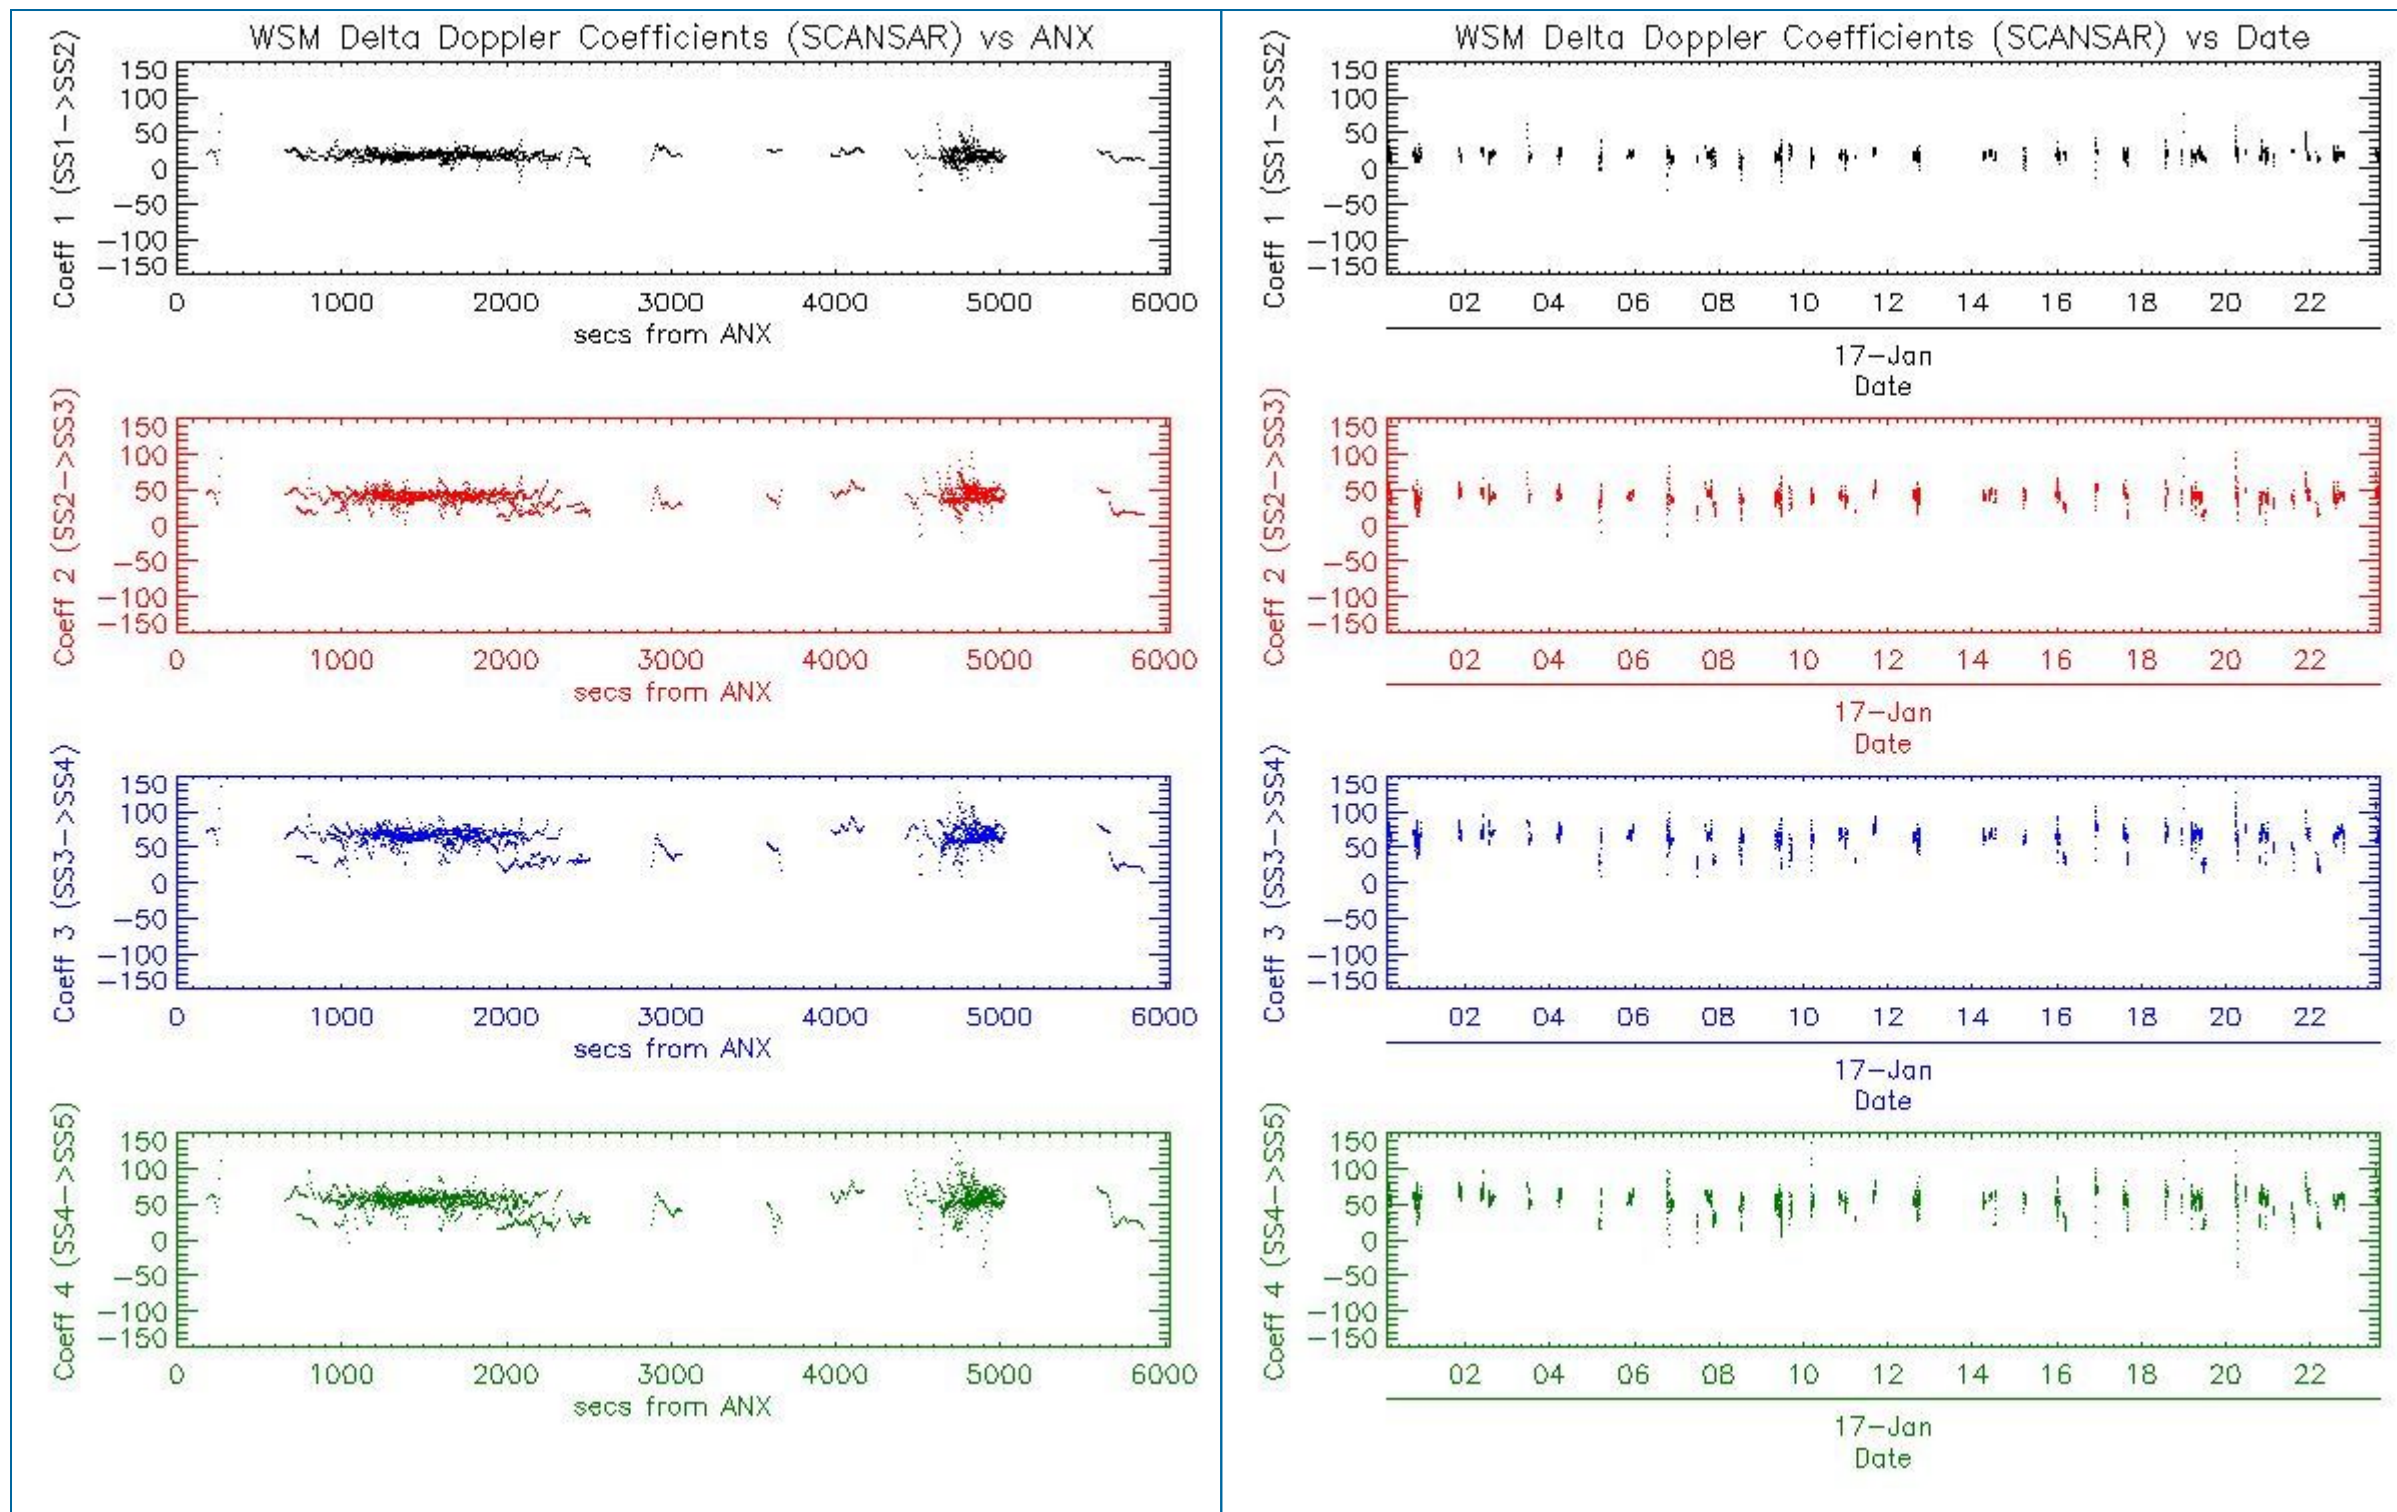 WSM Delta Doppler Coefficients (SCANSAR) vs ANX
Coeff 1 (SS1->SS2)
150
100
50
0
-50
-100
-150
0 1000 2000 3000 4000 5000 6000
secs from ANX
Coeff 2 (SS2->SS3)
150
100
50
0
-50
-100
-150
0 1000 2000 3000 4000 5000 6000
secs from ANX
Coeff 3 (SS3->SS4)
150
100
50
0
-50
-100
-150
0 1000 2000 3000 4000 5000 6000
secs from ANX
Coeff 4 (SS4->SS5)
150
100
50
0
-50
-100
-150
0 1000 2000 3000 4000 5000 6000
secs from ANX
WSM Delta Doppler Coefficients (SCANSAR) vs Date
Coeff 1 (SS1->SS2)
150
100
50
0
-50
-100
-150
02 04 06 08 10 12 14 16 18 20 22
17-Jan
Date
Coeff 2 (SS2->SS3)
150
100
50
0
-50
-100
-150
02 04 06 08 10 12 14 16 18 20 22
17-Jan
Date
Coeff 3 (SS3->SS4)
150
100
50
0
-50
-100
-150
02 04 06 08 10 12 14 16 18 20 22
17-Jan
Date
Coeff 4 (SS4->SS5)
150
100
50
0
-50
-100
-150
02 04 06 08 10 12 14 16 18 20 22
17-Jan
Date